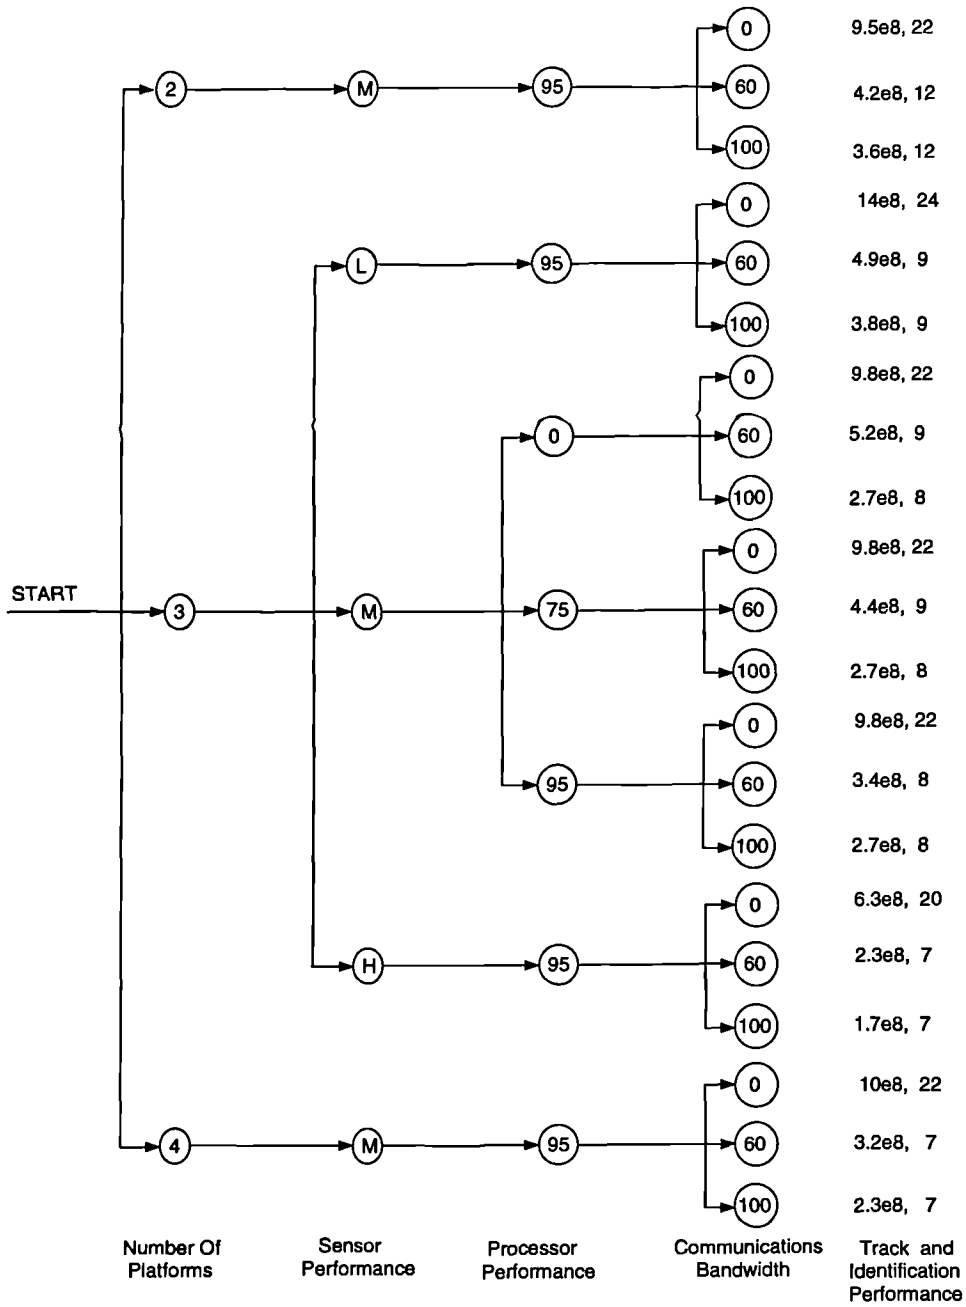 0 9.5e8, 22
2 M 95 60 4.2e8, 12
100 3.6e8, 12
0 14e8, 24
L 95 60 4.9e8, 9
100 3.8e8, 9
0 9.8e8, 22
0 60 5.2e8, 9
100 2.7e8, 8
0 9.8e8, 22
START
3 M 75 60 4.4e8, 9
100 2.7e8, 8
0 9.8e8, 22
95 60 3.4e8, 8
100 2.7e8, 8
0 6.3e8, 20
H 95 60 2.3e8, 7
100 1.7e8, 7
0 10e8, 22
4 M 95 60 3.2e8, 7
100 2.3e8, 7
Number Of
Platforms
Sensor
Performance
Processor
Performance
Communications
Bandwidth
Track and
Identification
Performance